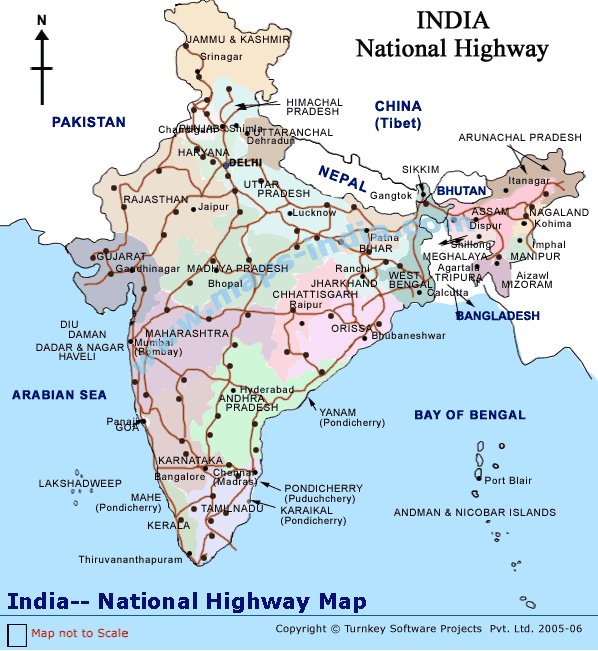 INDIA
National Highway
N
JAMMU & KASHMIR
Srinagar
HIMACHAL
PRADESH
CHINA
(Tibet)
PAKISTAN
Chandigarh
PUNJAB
Shimla
UTTARANCHAL
Dehradun
ARUNACHAL PRADESH
HARYANA
DELHI
NEPAL
SIKKIM
Gangtok
BHUTAN
Itanagar
RAJASTHAN
Jaipur
UTTAR
PRADESH
Lucknow
ASSAM
Dispur
NAGALAND
Kohima
Patna
BIHAR
Shillong
MEGHALAYA
Imphal
MANIPUR
GUJARAT
Gandhinagar
MADHYA PRADESH
Bhopal
Ranchi
JHARKHAND
WEST
BENGAL
Agartala
TRIPURA
Aizawl
MIZORAM
CHHATTISGARH
Raipur
Calcutta
BANGLADESH
DIU
DAMAN
DADAR & NAGAR
HAVELI
MAHARASHTRA
Mumbai
(Bombay)
ORISSA
Bhubaneshwar
www.maps-india.com
ARABIAN SEA
Hyderabad
ANDHRA
PRADESH
YANAM
(Pondicherry)
BAY OF BENGAL
Panaji
GOA
KARNATAKA
Bangalore
Chennai
(Madras)
LAKSHADWEEP
PONDICHERRY
(Puduchchery)
Port Blair
MAHE
(Pondicherry)
TAMILNADU
KARAIKAL
(Pondicherry)
ANDMAN & NICOBAR ISLANDS
KERALA
Thiruvananthapuram
India-- National Highway Map
Map not to Scale
Copyright © Turnkey Software Projects Pvt. Ltd. 2005-06